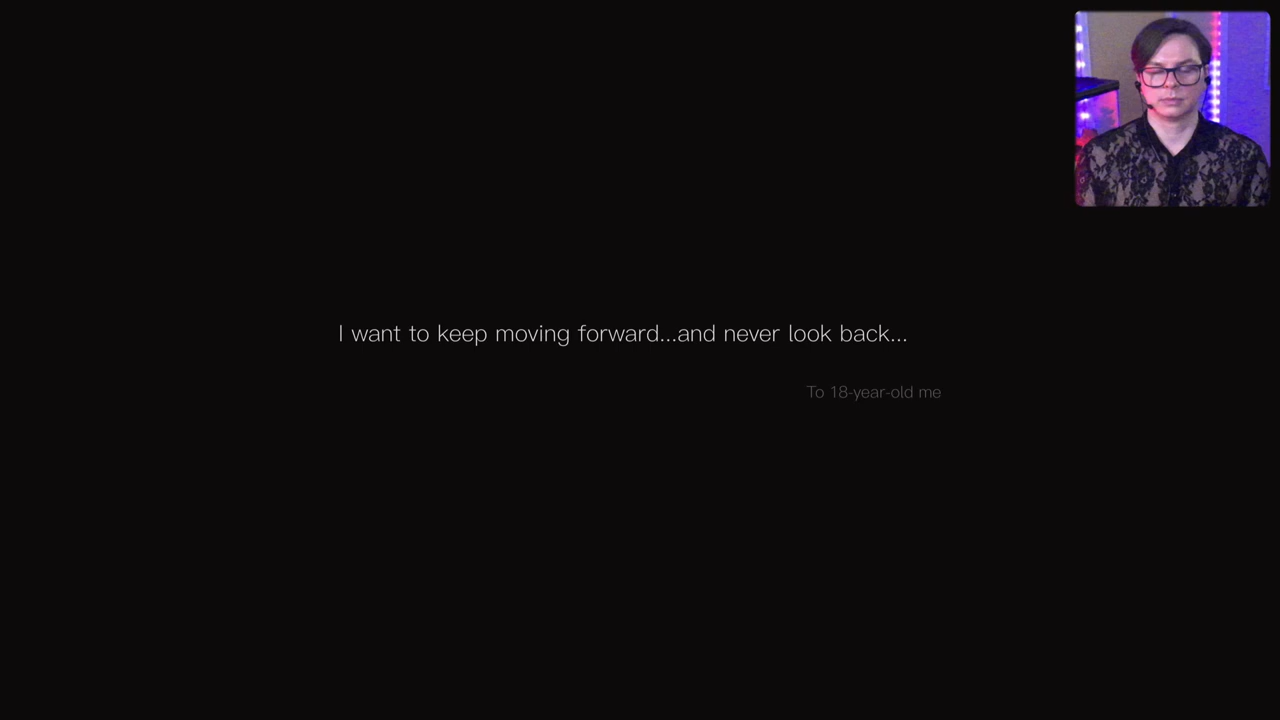 I want to keep moving forward...and never look back...
To 18-year-old me